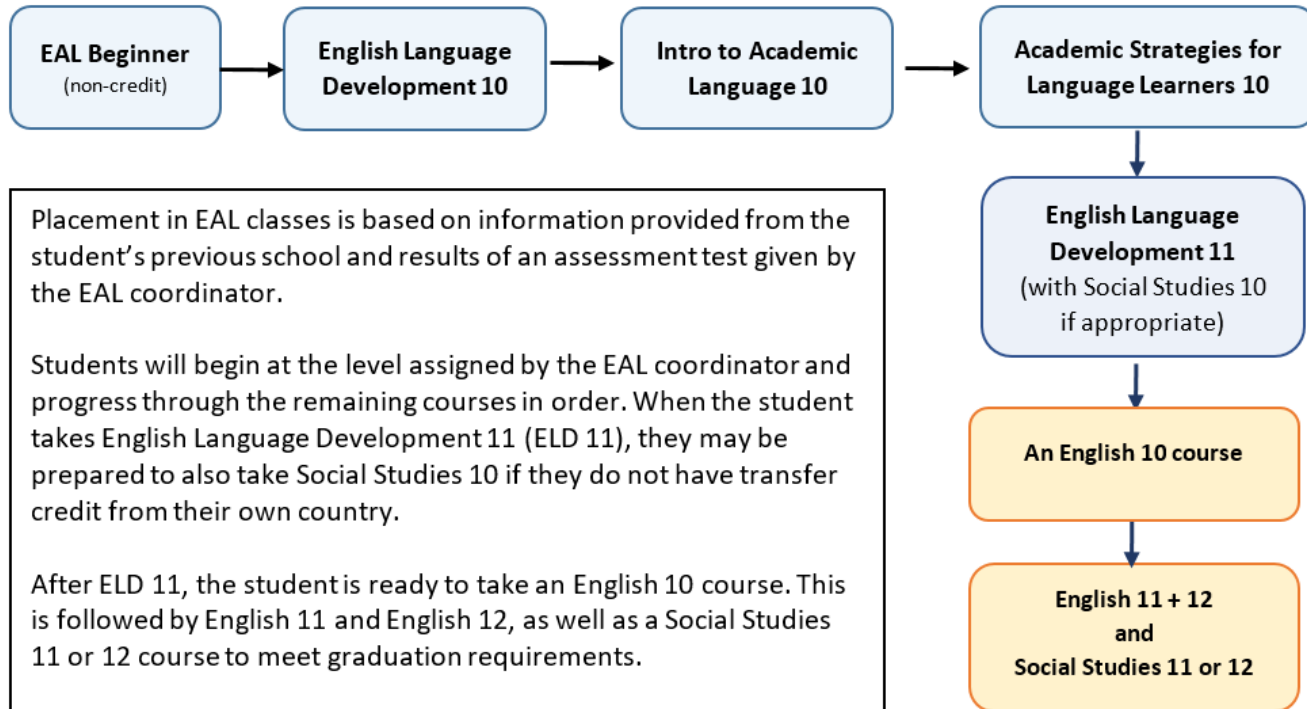 EAL Beginner
(non-credit)
English Language
Development 10
Intro to Academic
Language 10
Academic Strategies for
Language Learners 10
English Language
Development 11
(with Social Studies 10
if appropriate)
An English 10 course
English 11 + 12
and
Social Studies 11 or 12
Placement in EAL classes is based on information provided from the
student’s previous school and results of an assessment test given by
the EAL coordinator.
Students will begin at the level assigned by the EAL coordinator and
progress through the remaining courses in order. When the student
takes English Language Development 11 (ELD 11), they may be
prepared to also take Social Studies 10 if they do not have transfer
credit from their own country.
After ELD 11, the student is ready to take an English 10 course. This
is followed by English 11 and English 12, as well as a Social Studies
11 or 12 course to meet graduation requirements.